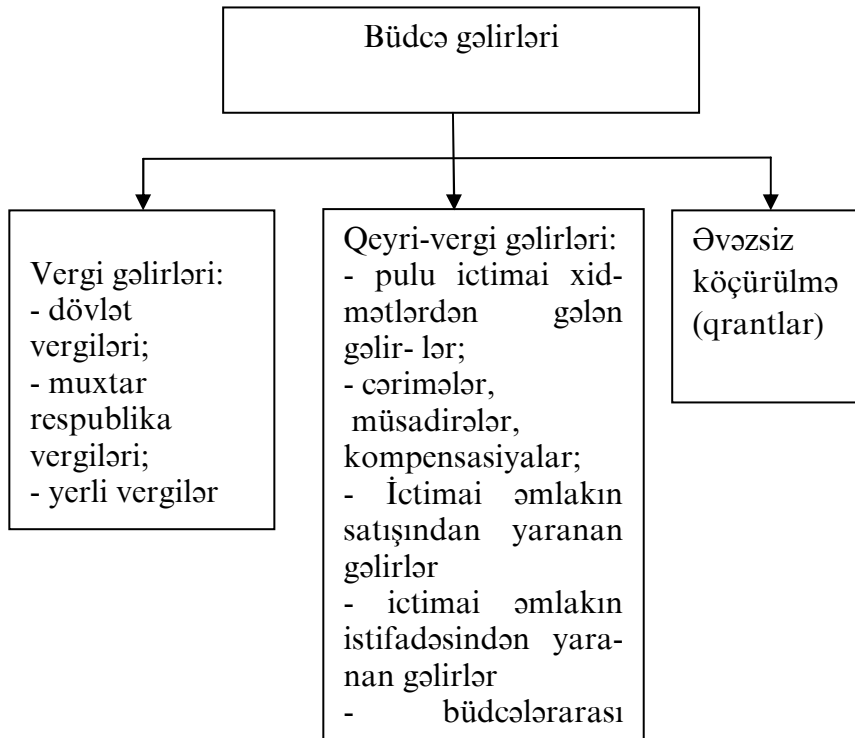 Büdcə gəlirləri
Vergi gəlirləri:
- dövlət
vergiləri;
- muxtar
respublika
vergiləri;
- yerli vergilər
Qeyri-vergi gəlirləri:
- pulu ictimai xid-
mətlərdən gələn
gəlir- lər;
- cərimələr,
müsadirələr,
kompensasiyalar;
- İctimai əmlakın
satışından yaranan
gəlirlər
- ictimai əmlakın
istifadəsindən yara-
nan gəlirlər
- büdcələrarası
Əvəzsiz
köçürülmə
(qrantlar)